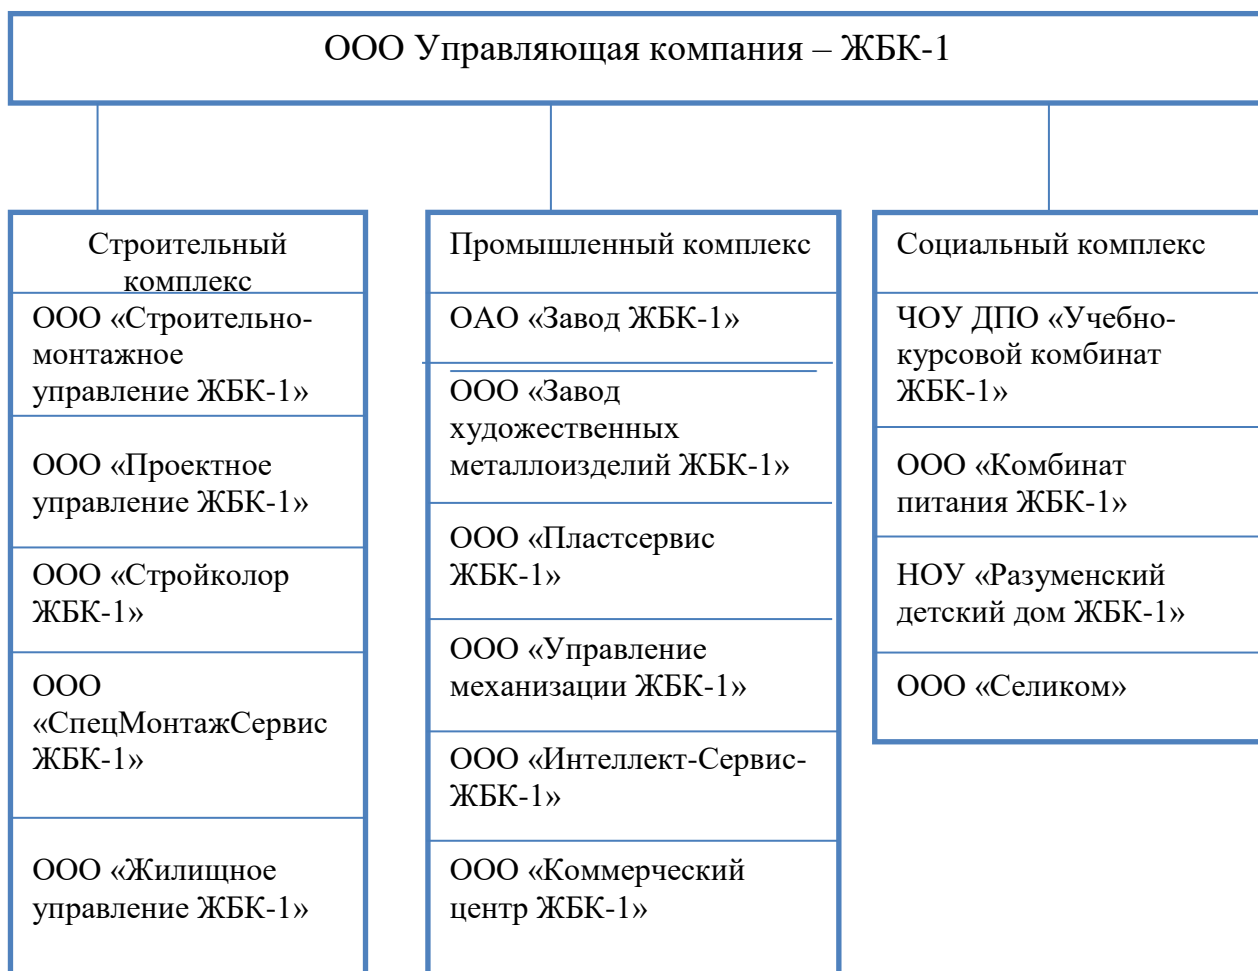 ООО Управляющая компания – ЖБК-1
Строительный
комплекс
ООО «Строительно-
монтажное
управление ЖБК-1»
ООО «Проектное
управление ЖБК-1»
ООО «Стройколор
ЖБК-1»
ООО
«СпецМонтажСервис
ЖБК-1»
ООО «Жилищное
управление ЖБК-1»
Промышленный комплекс
ОАО «Завод ЖБК-1»
ООО «Завод
художественных
металлоизделий ЖБК-1»
ООО «Пластсервис
ЖБК-1»
ООО «Управление
механизации ЖБК-1»
ООО «Интеллект-Сервис-
ЖБК-1»
ООО «Коммерческий
центр ЖБК-1»
Социальный комплекс
ЧОУ ДПО «Учебно-
курсовой комбинат
ЖБК-1»
ООО «Комбинат
питания ЖБК-1»
НОУ «Разуменский
детский дом ЖБК-1»
ООО «Селиком»